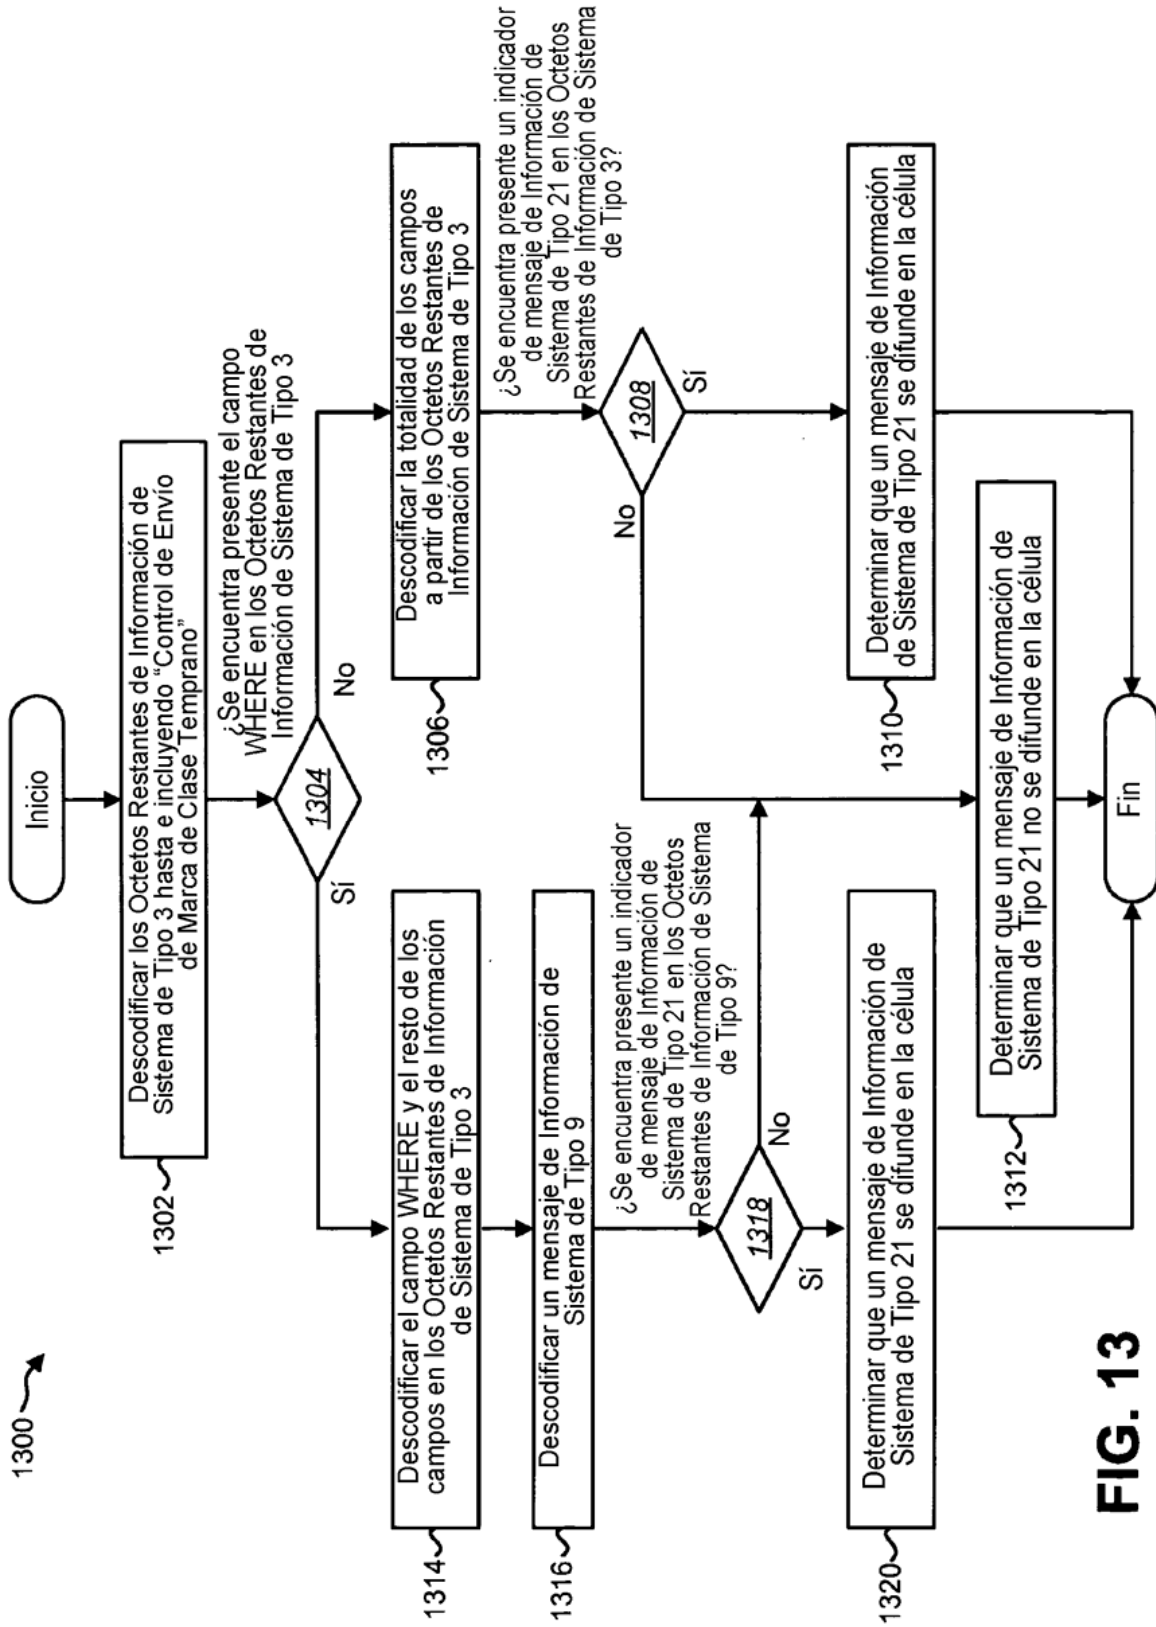 1300
Inicio
Descodificar los Octetos Restantes de Información de
Sistema de Tipo 3 hasta e incluyendo “Control de Envío
de Marca de Clase Temprano”
1302
¿Se encuentra presente el campo
WHERE en los Octetos Restantes de
Información de Sistema de Tipo 3
1304
Sí
No
Descodificar el campo WHERE y el resto de los
campos en los Octetos Restantes de Información
de Sistema de Tipo 3
1314
Descodificar la totalidad de los campos
a partir de los Octetos Restantes de
Información de Sistema de Tipo 3
1306
Descodificar un mensaje de Información de
Sistema de Tipo 9
1316
¿Se encuentra presente un indicador
de mensaje de Información de
Sistema de Tipo 21 en los Octetos
Restantes de Información de Sistema
de Tipo 3?
1308
No
Sí
¿Se encuentra presente un indicador
de mensaje de Información de
Sistema de Tipo 21 en los Octetos
Restantes de Información de Sistema
de Tipo 9?
1318
No
Sí
Determinar que un mensaje de Información de
Sistema de Tipo 21 se difunde en la célula
1320
Determinar que un mensaje de Información
de Sistema de Tipo 21 se difunde en la célula
1310
Determinar que un mensaje de Información de
Sistema de Tipo 21 no se difunde en la célula
1312
Fin
FIG. 13